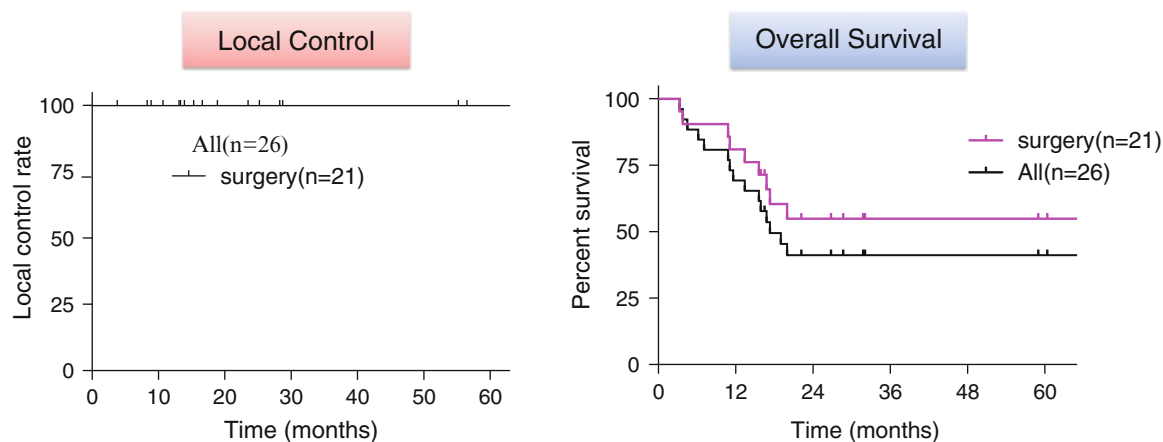 Local Control
Local control rate
100
75
50
25
0
All(n=26)
surgery(n=21)
0 10 20 30 40 50 60
Time (months)
Overall Survival
Percent survival
100
75
50
25
0
surgery(n=21)
All(n=26)
0 12 24 36 48 60
Time (months)